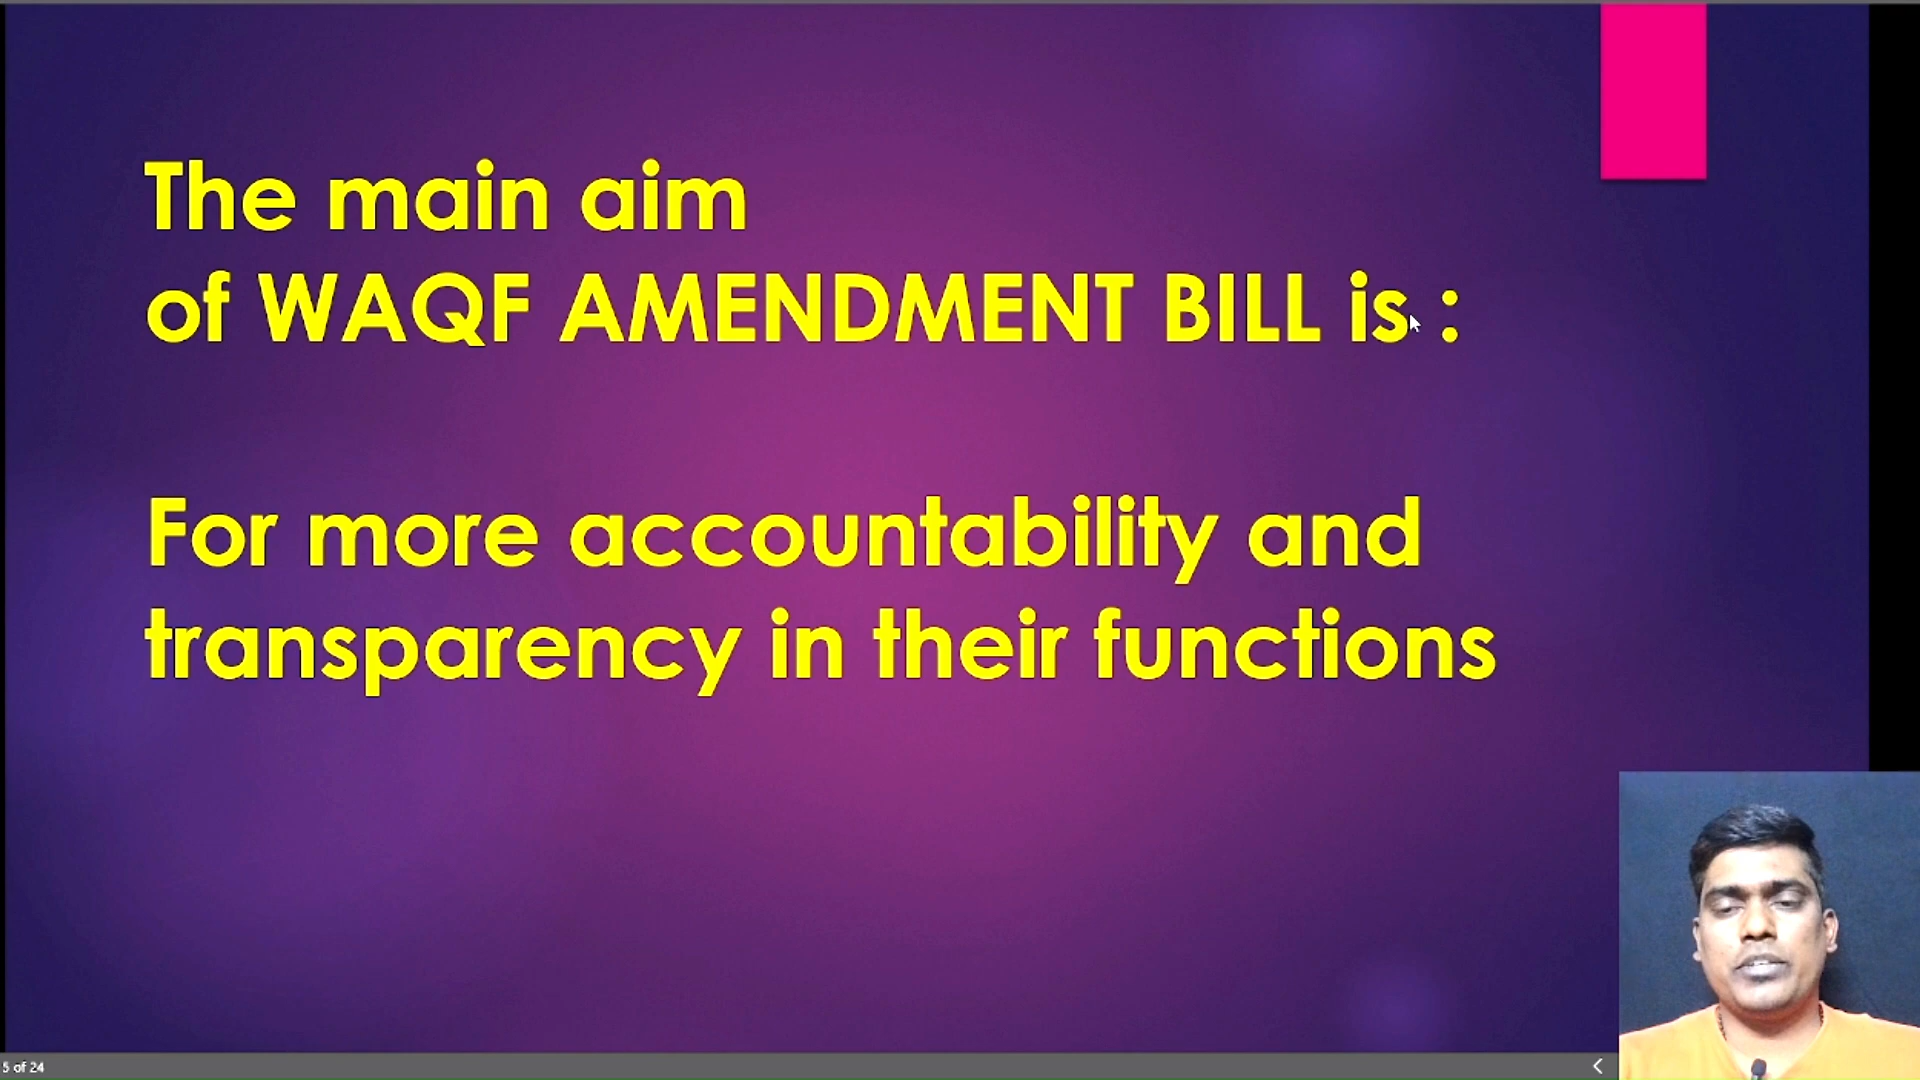 The main aim
of WAQF AMENDMENT BILL is :
For more accountability and
transparency in their functions
5 of 24